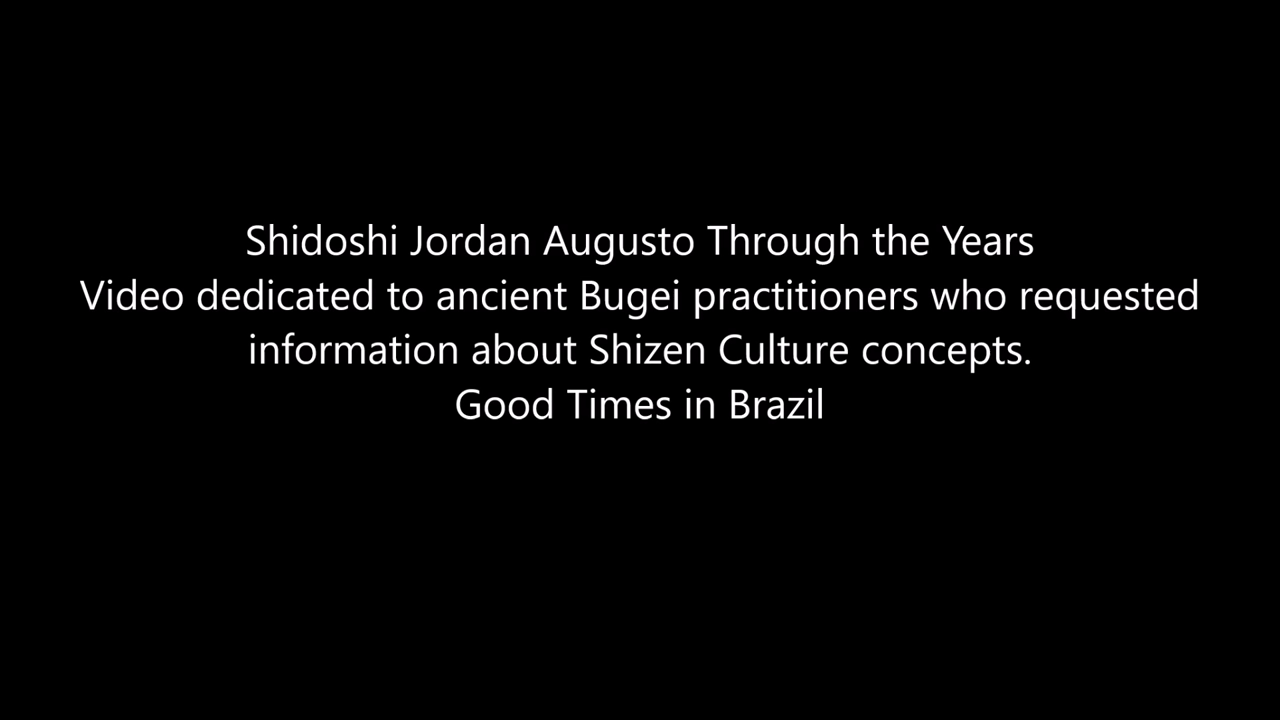 Shidoshi Jordan Augusto Through the Years
Video dedicated to ancient Bugei practitioners who requested
information about Shizen Culture concepts.
Good Times in Brazil